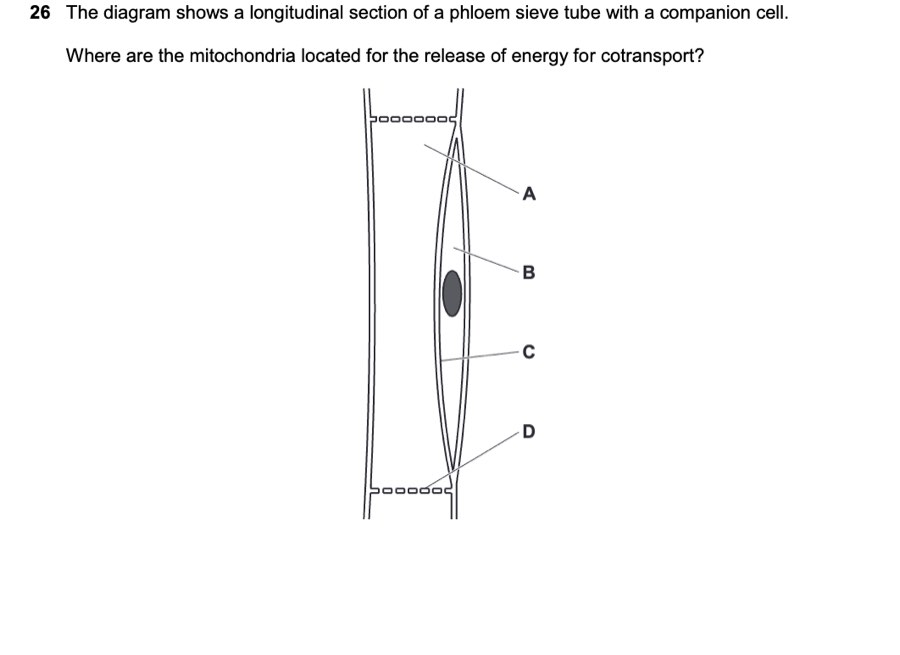 26 The diagram shows a longitudinal section of a phloem sieve tube with a companion cell.
Where are the mitochondria located for the release of energy for cotransport?
A
B
C
D